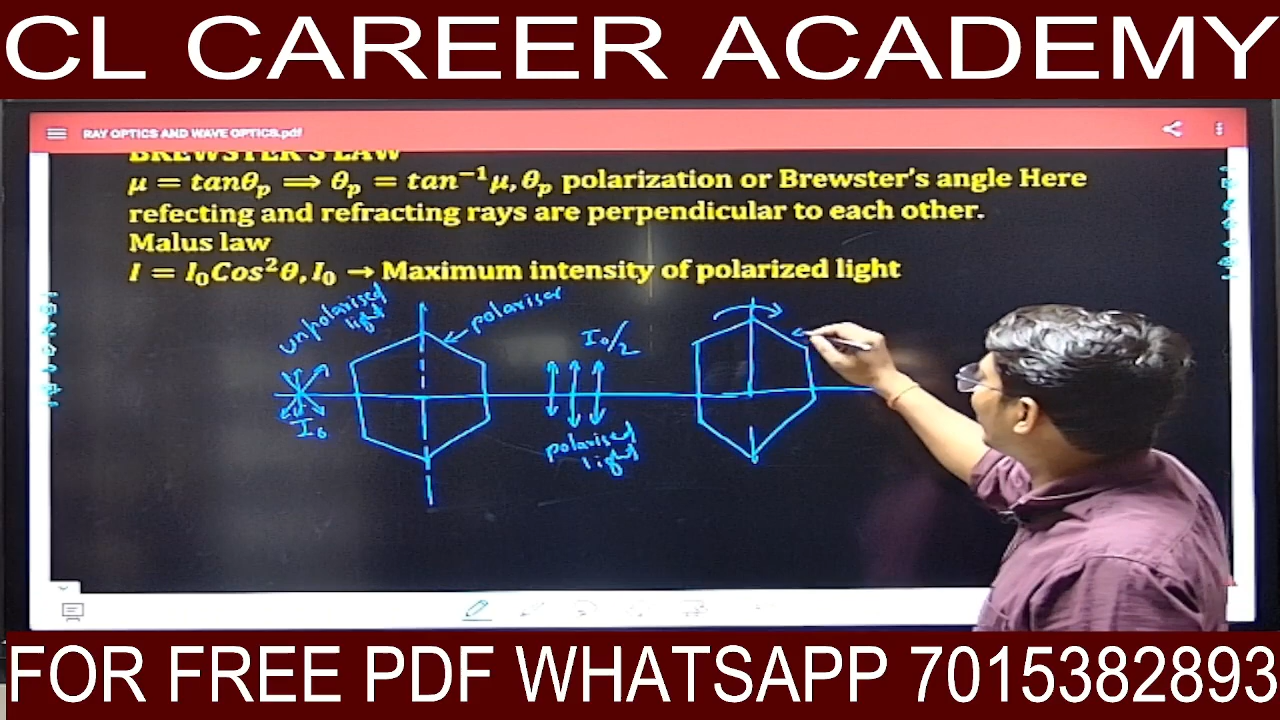 CL CAREER ACADEMY
RAY OPTICS AND WAVE OPTICS.pdf
BREWSTER'S LAW
μ = tanθₚ ⟹ θₚ = tan⁻¹μ, θₚ polarization or Brewster's angle Here
refecting and refracting rays are perpendicular to each other.
Malus law
I = I₀Cos²θ, I₀ → Maximum intensity of polarized light
unpolarised
light
polariser
I₀/2
I₀
polarised
light
FOR FREE PDF WHATSAPP 7015382893